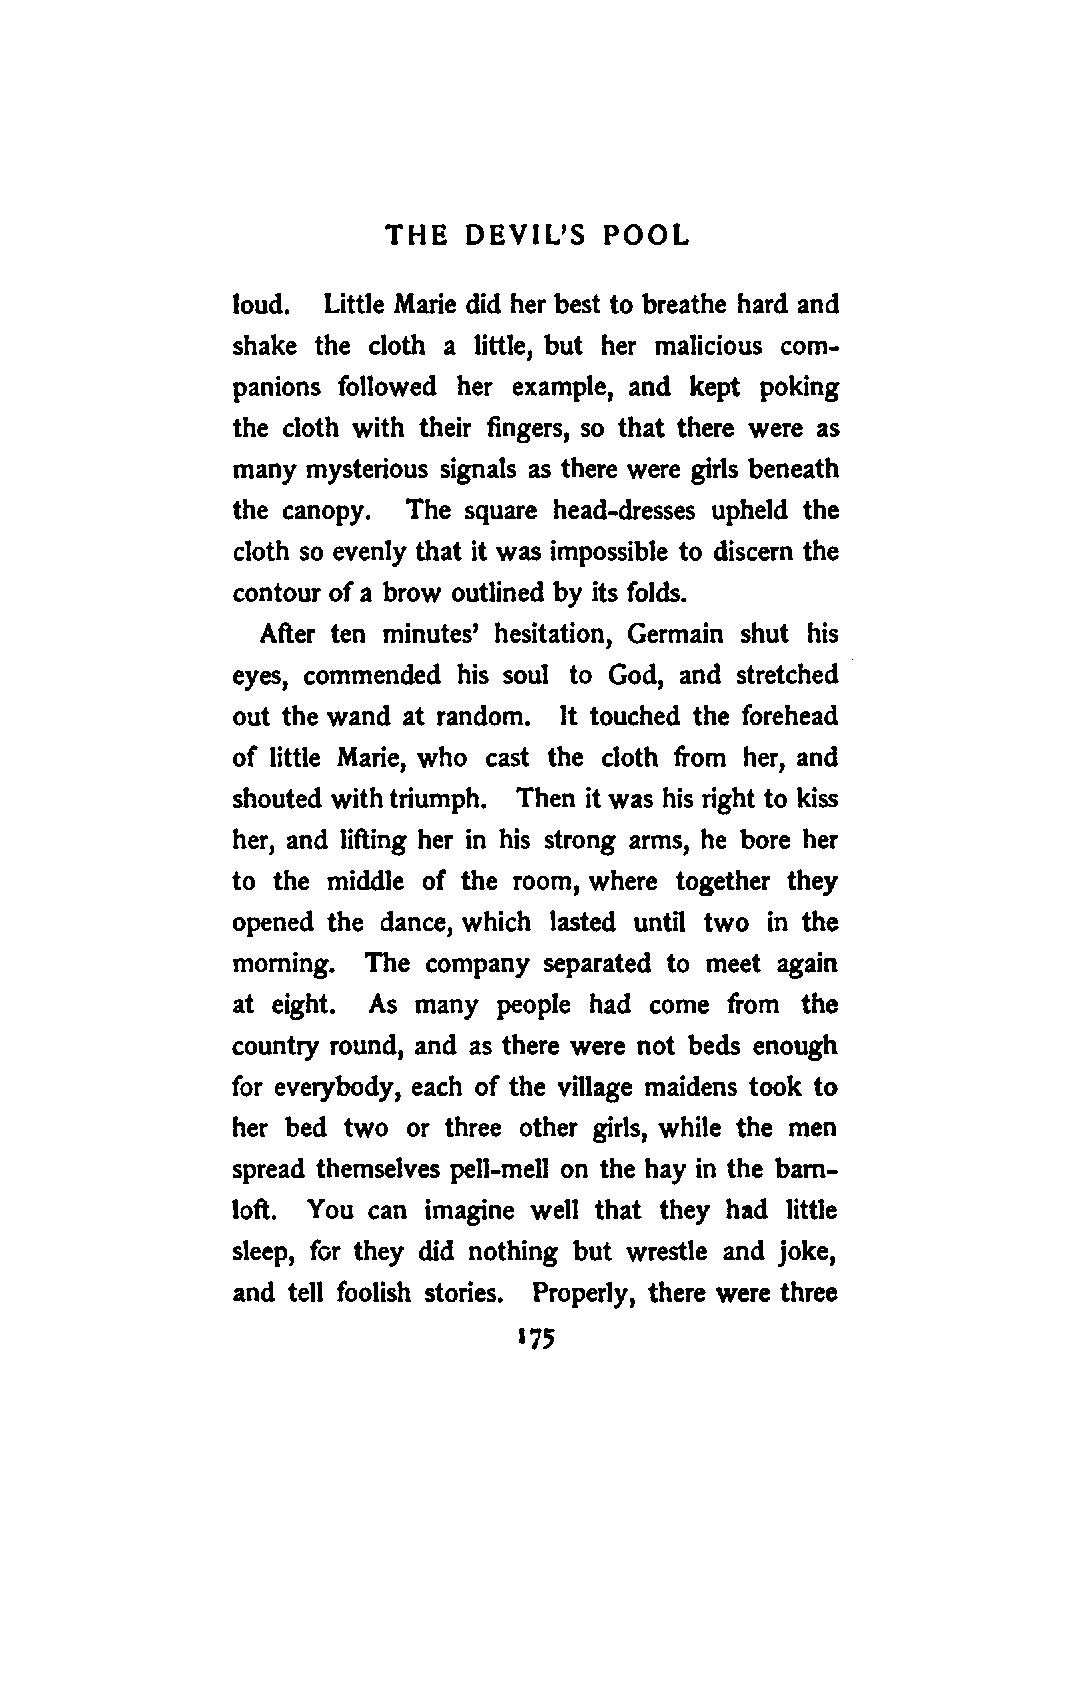 THE DEVIL'S POOL
loud. Little Marie did her best to breathe hard and
shake the cloth a little, but her malicious com-
panions followed her example, and kept poking
the cloth with their fingers, so that there were as
many mysterious signals as there were girls beneath
the canopy. The square head-dresses upheld the
cloth so evenly that it was impossible to discern the
contour of a brow outlined by its folds.
After ten minutes' hesitation, Germain shut his
eyes, commended his soul to God, and stretched
out the wand at random. It touched the forehead
of little Marie, who cast the cloth from her, and
shouted with triumph. Then it was his right to kiss
her, and lifting her in his strong arms, he bore her
to the middle of the room, where together they
opened the dance, which lasted until two in the
morning. The company separated to meet again
at eight. As many people had come from the
country round, and as there were not beds enough
for everybody, each of the village maidens took to
her bed two or three other girls, while the men
spread themselves pell-mell on the hay in the barn-
loft. You can imagine well that they had little
sleep, for they did nothing but wrestle and joke,
and tell foolish stories. Properly, there were three
175